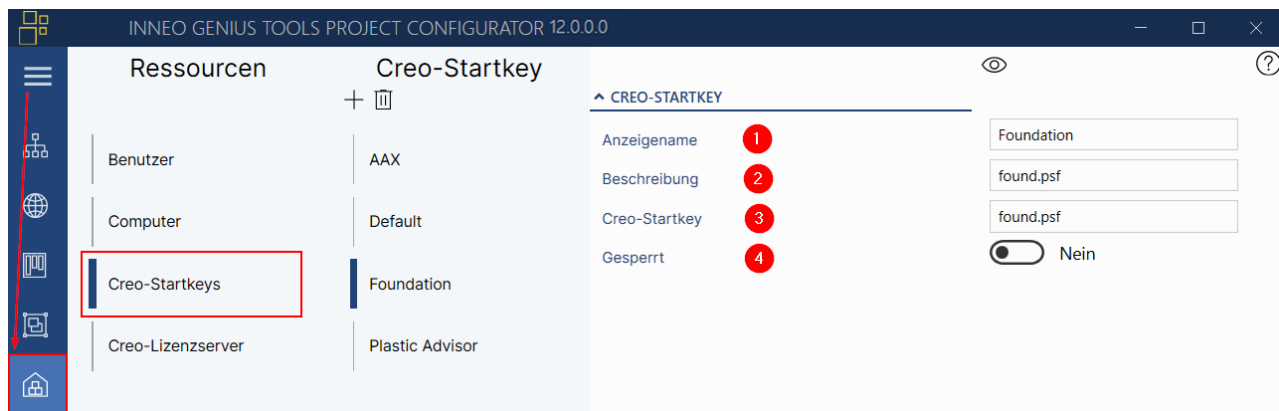 INNEO GENIUS TOOLS PROJECT CONFIGURATOR 12.0.0.0
Ressourcen
Creo-Startkey
Benutzer
Computer
Creo-Startkeys
Creo-Lizenzserver
AAX
Default
Foundation
Plastic Advisor
CREO-STARTKEY
Anzeigename 1 Foundation
Beschreibung 2 found.psf
Creo-Startkey 3 found.psf
Gesperrt 4 Nein